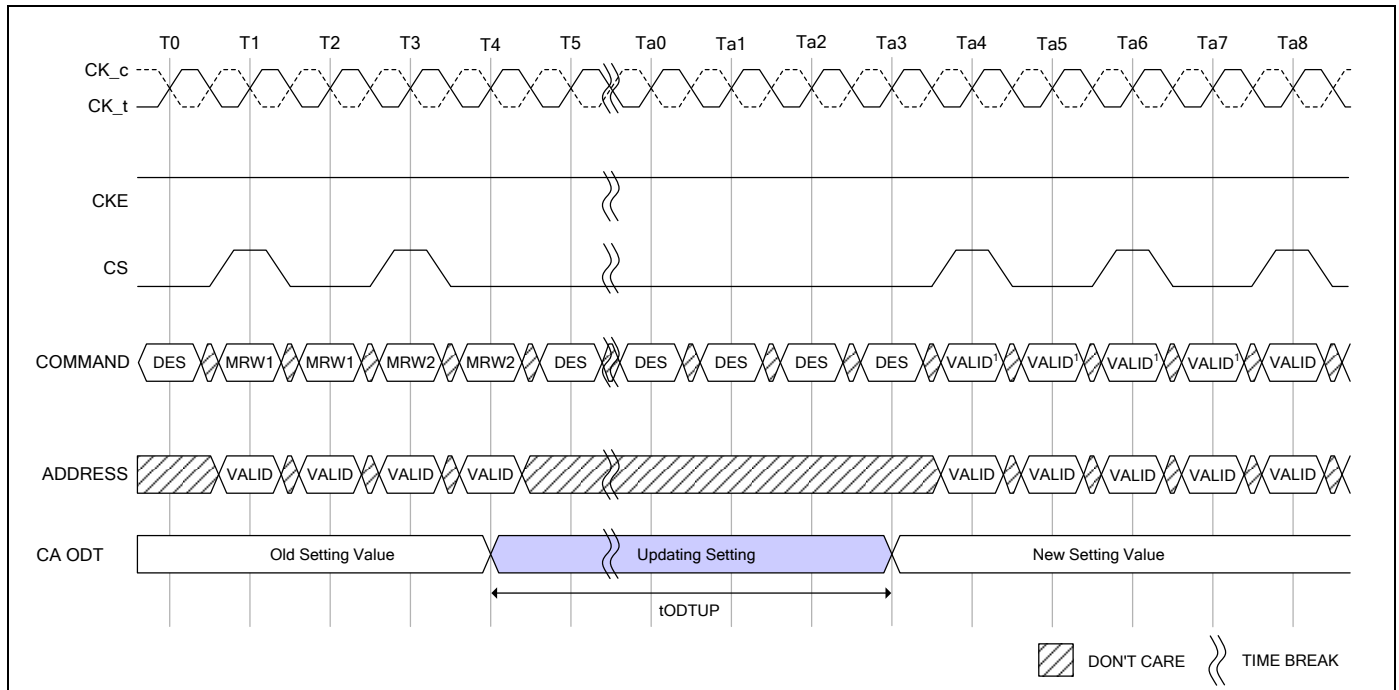 T0 T1 T2 T3 T4 T5 Ta0 Ta1 Ta2 Ta3 Ta4 Ta5 Ta6 Ta7 Ta8
CK_c
CK_t
CKE
CS
COMMAND DES MRW1 MRW1 MRW2 MRW2 DES DES DES DES DES VALID¹ VALID¹ VALID¹ VALID¹ VALID
ADDRESS VALID VALID VALID VALID VALID VALID VALID VALID VALID
CA ODT Old Setting Value Updating Setting New Setting Value
tODTUP
DON'T CARE TIME BREAK